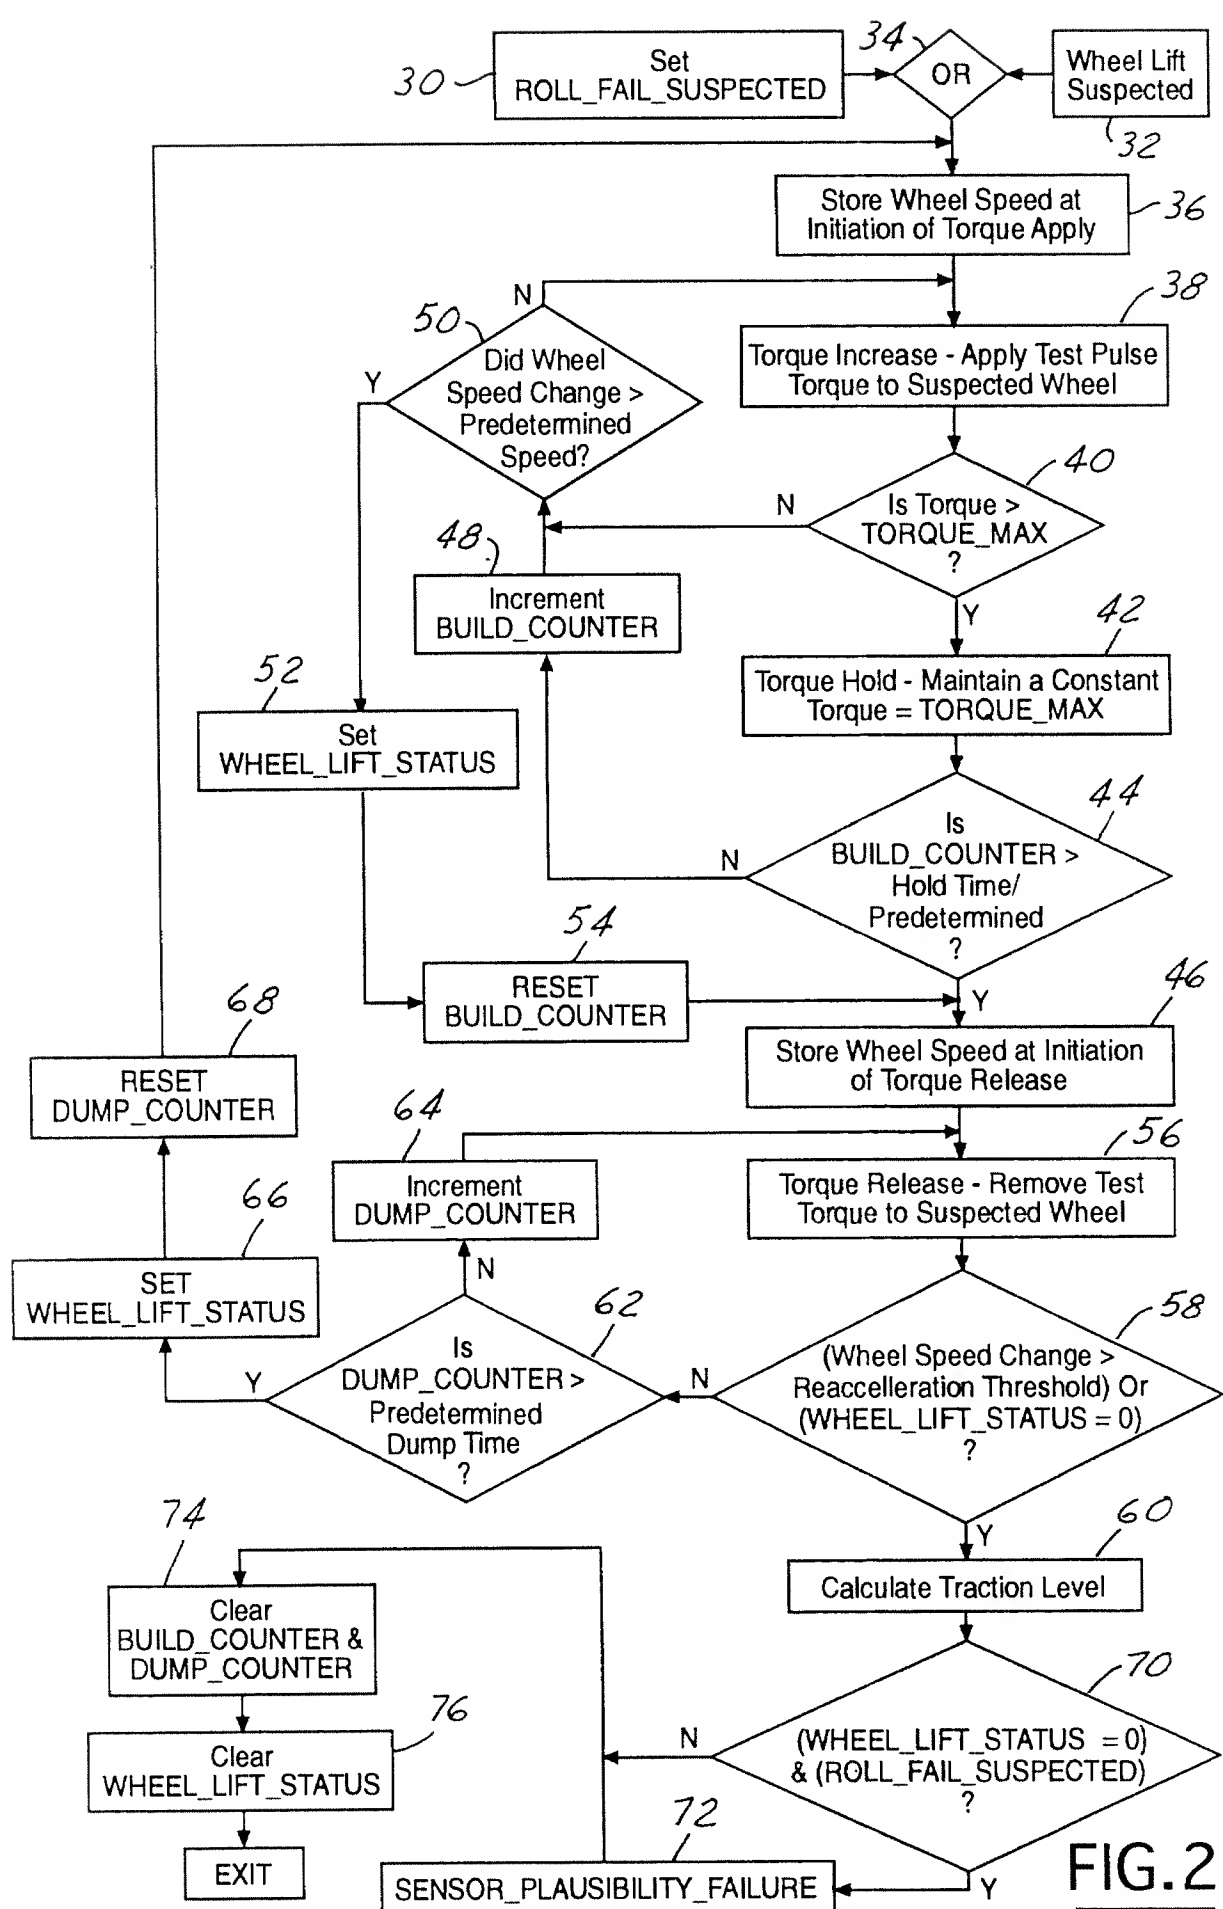 30
Set
ROLL_FAIL_SUSPECTED
34
OR
Wheel Lift
Suspected
32
Store Wheel Speed at
Initiation of Torque Apply
36
38
Torque Increase - Apply Test Pulse
Torque to Suspected Wheel
N
50
Did Wheel
Speed Change >
Predetermined
Speed?
Y
40
Is Torque >
TORQUE_MAX
?
N
Y
48
Increment
BUILD_COUNTER
42
Torque Hold - Maintain a Constant
Torque = TORQUE_MAX
52
Set
WHEEL_LIFT_STATUS
44
Is
BUILD_COUNTER >
Hold Time/
Predetermined
?
N
Y
54
RESET
BUILD_COUNTER
46
Store Wheel Speed at Initiation
of Torque Release
68
RESET
DUMP_COUNTER
64
Increment
DUMP_COUNTER
56
Torque Release - Remove Test
Torque to Suspected Wheel
66
SET
WHEEL_LIFT_STATUS
N
62
Is
DUMP_COUNTER >
Predetermined
Dump Time
?
Y
58
(Wheel Speed Change >
Reaccelleration Threshold) Or
(WHEEL_LIFT_STATUS = 0)
?
N
Y
60
Calculate Traction Level
74
Clear
BUILD_COUNTER &
DUMP_COUNTER
70
(WHEEL_LIFT_STATUS = 0)
& (ROLL_FAIL_SUSPECTED)
?
N
Y
76
Clear
WHEEL_LIFT_STATUS
72
SENSOR_PLAUSIBILITY_FAILURE
EXIT
FIG.2